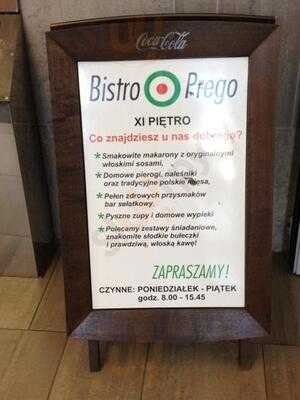 Coca-Cola
Bistro Prego
XI PIĘTRO
Co znajdziesz u nas dobrego?
* Smakowite makarony z oryginalnymi
włoskimi sosami,
* Domowe pierogi, naleśniki
oraz tradycyjne polskie mięsa,
* Pełen zdrowych przysmaków
bar sałatkowy.
* Pyszne zupy i domowe wypieki
* Polecamy zestawy śniadaniowe,
znakomite słodkie bułeczki
i prawdziwą, włoską kawę!
ZAPRASZAMY!
CZYNNE: PONIEDZIAŁEK - PIĄTEK
godz. 8.00 - 15.45